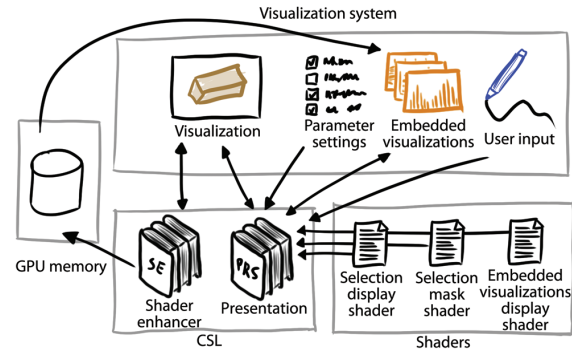 Visualization system
Visualization
Parameter
settings
Embedded
visualizations
User input
GPU memory
SE
PRS
Shader
enhancer
Presentation
CSL
Selection
display
shader
Selection
mask
shader
Embedded
visualizations
display
shader
Shaders